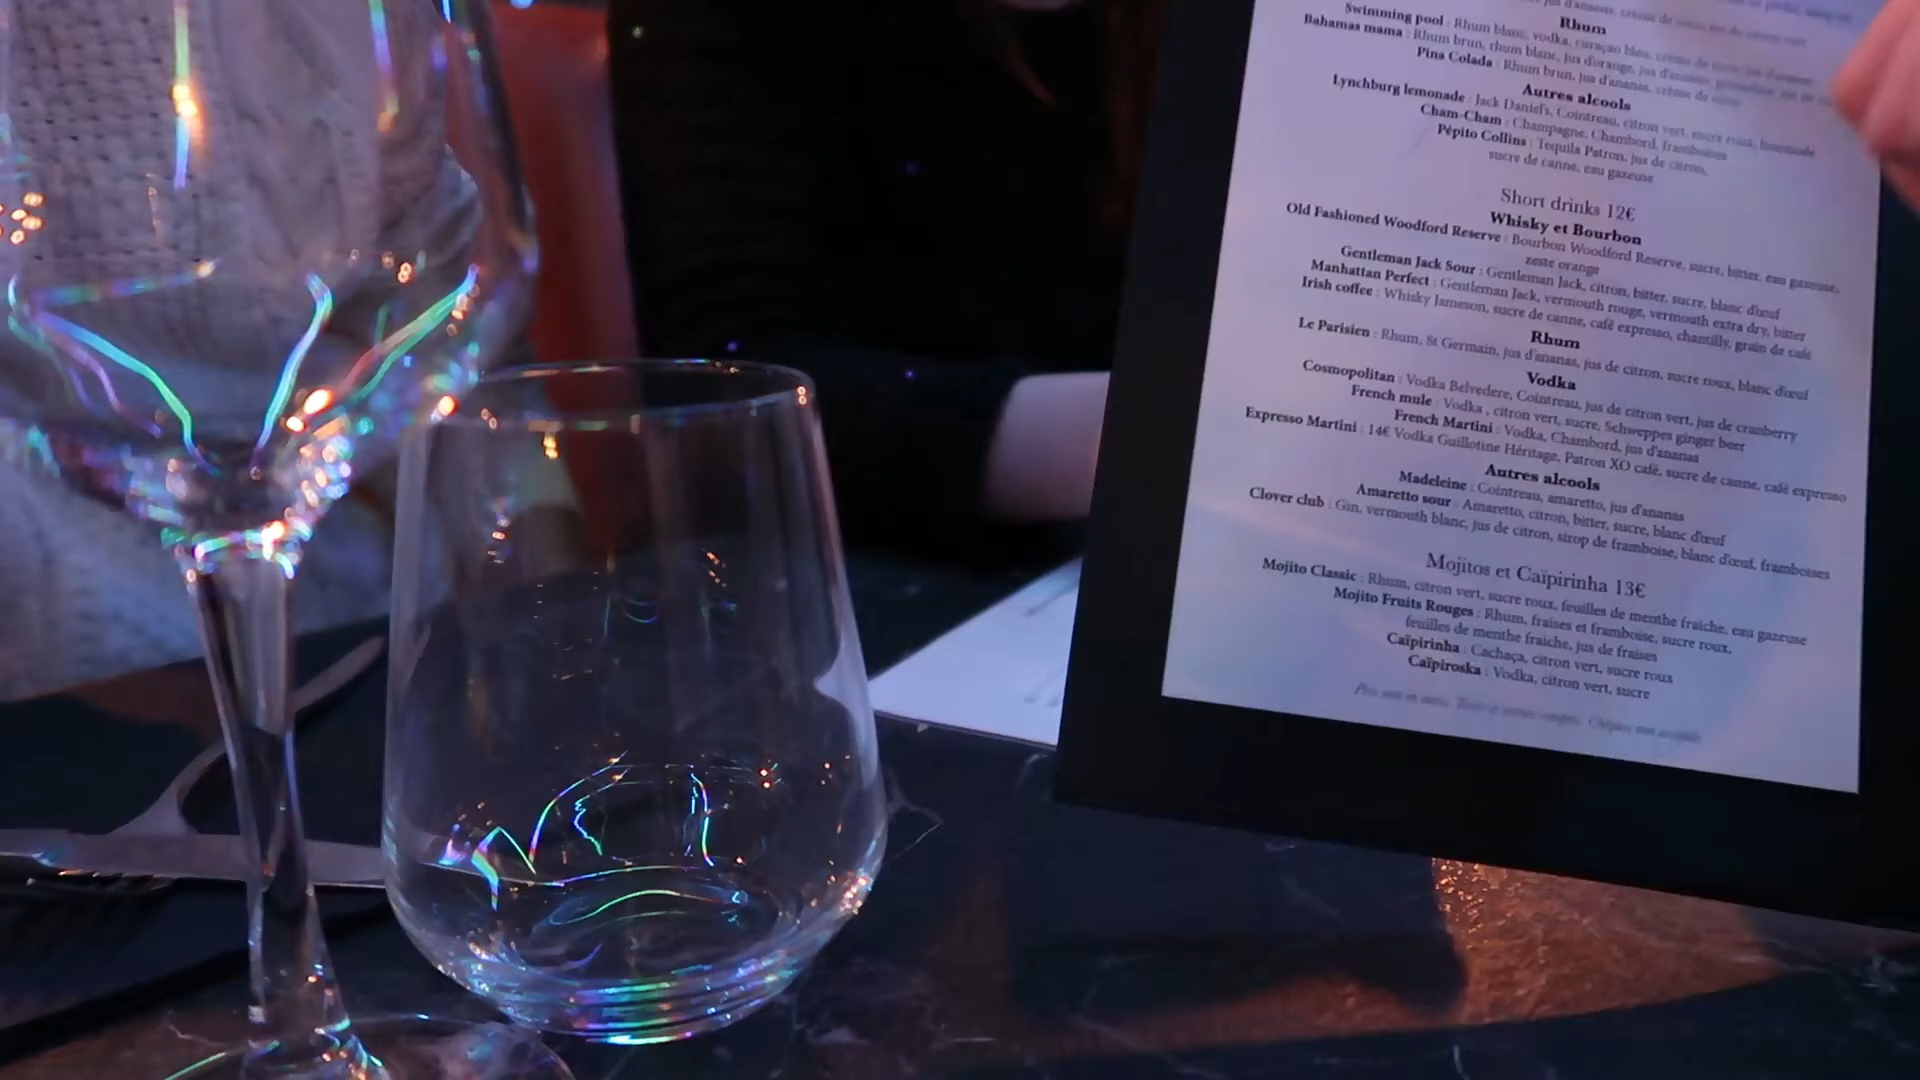 jus d'ananas, crème de
Rhum
Swimming pool : Rhum blanc, vodka, curaçao bleu, crème de
Bahamas mama : Rhum brun, rhum blanc, jus d'orange, jus d'ananas,
Pina Colada : Rhum brun, jus d'ananas, crème de coco
Autres alcools
Lynchburg lemonade : Jack Daniel's, Cointreau, citron vert, sucre roux, limonade
Cham-Cham : Champagne, Chambord, framboises
Pépito Collins : Tequila Patron, jus de citron,
sucre de canne, eau gazeuse
Short drinks 12€
Whisky et Bourbon
Old Fashioned Woodford Reserve : Bourbon Woodford Reserve, sucre, bitter, eau gazeuse,
zeste orange
Gentleman Jack Sour : Gentleman Jack, citron, bitter, sucre, blanc d'œuf
Manhattan Perfect : Gentleman Jack, vermouth rouge, vermouth extra dry, bitter
Irish coffee : Whisky Jameson, sucre de canne, café expresso, chantilly, grain de café
Rhum
Le Parisien : Rhum, St Germain, jus d'ananas, jus de citron, sucre roux, blanc d'œuf
Vodka
Cosmopolitan : Vodka Belvedere, Cointreau, jus de citron vert, jus de cranberry
French mule : Vodka , citron vert, sucre, Schweppes ginger beer
French Martini : Vodka, Chambord, jus d'ananas
Expresso Martini : 14€ Vodka Guillotine Héritage, Patron XO café, sucre de canne, café expresso
Autres alcools
Madeleine : Cointreau, amaretto, jus d'ananas
Amaretto sour : Amaretto, citron, bitter, sucre, blanc d'œuf
Clover club : Gin, vermouth blanc, jus de citron, sirop de framboise, blanc d'œuf, framboises
Mojitos et Caïpirinha 13€
Mojito Classic : Rhum, citron vert, sucre roux, feuilles de menthe fraiche, eau gazeuse
Mojito Fruits Rouges : Rhum, fraises et framboise, sucre roux,
feuilles de menthe fraiche, jus de fraises
Caïpirinha : Cachaça, citron vert, sucre roux
Caïpiroska : Vodka, citron vert, sucre